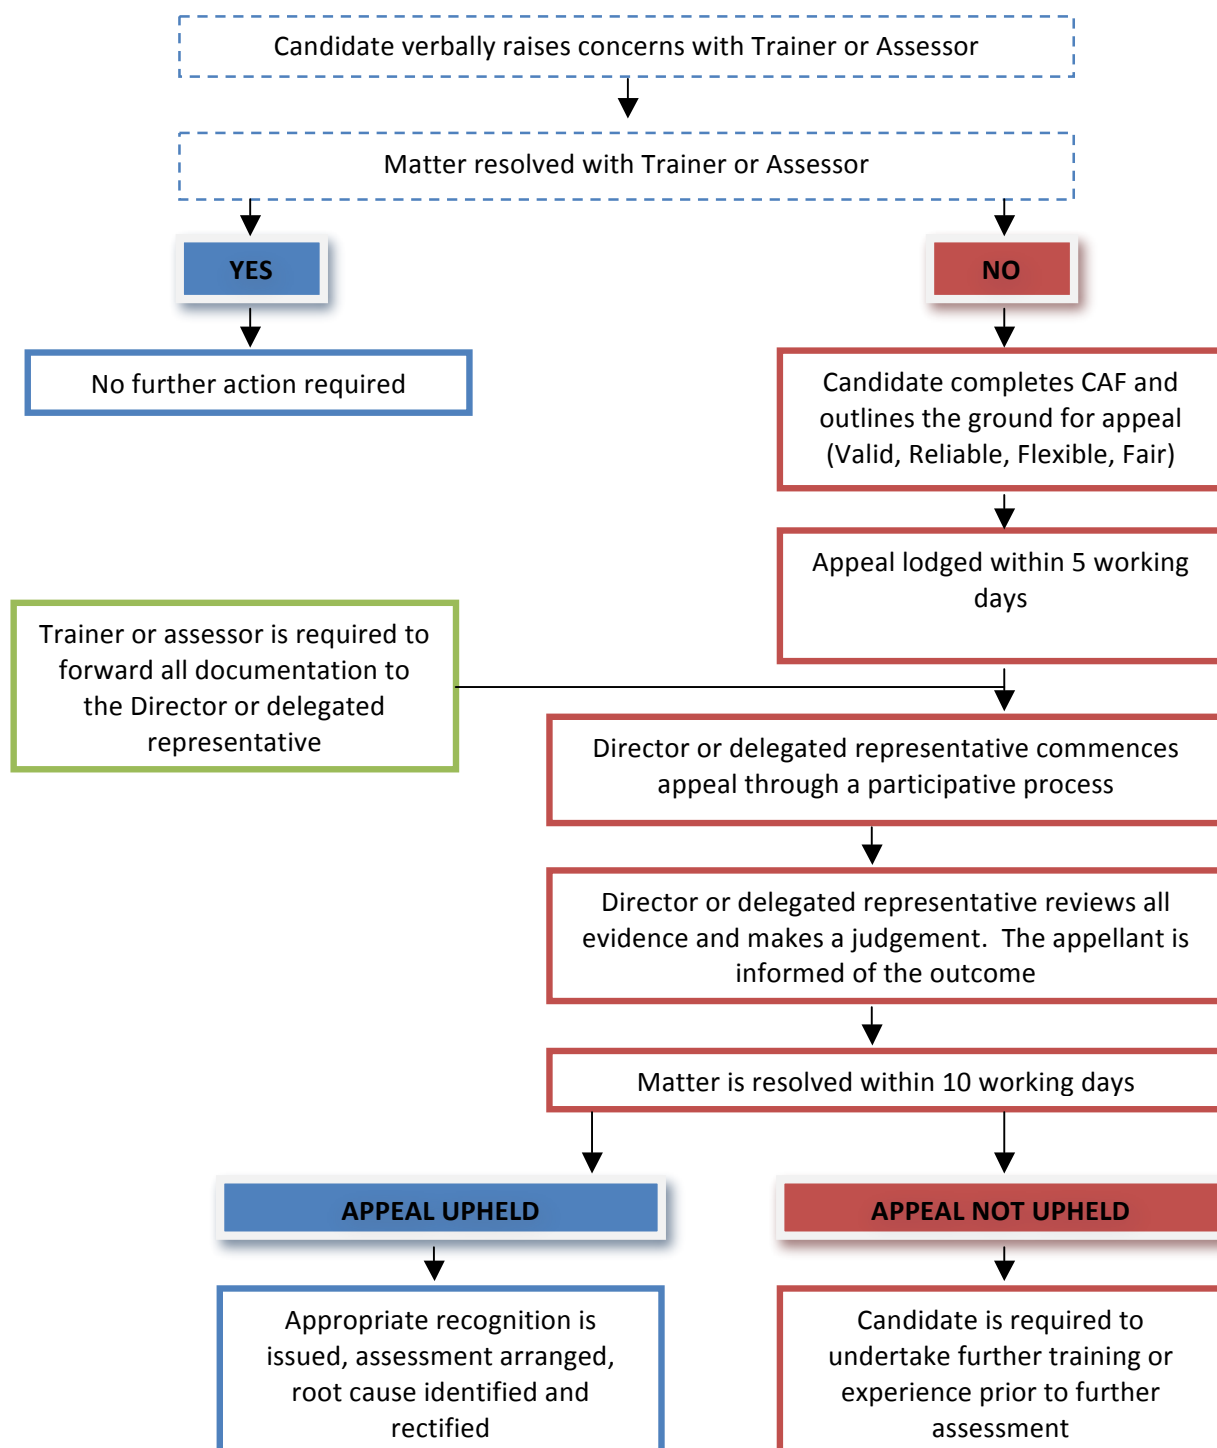 Candidate verbally raises concerns with Trainer or Assessor
Matter resolved with Trainer or Assessor
YES
NO
No further action required
Candidate completes CAF and
outlines the ground for appeal
(Valid, Reliable, Flexible, Fair)
Appeal lodged within 5 working
days
Trainer or assessor is required to
forward all documentation to
the Director or delegated
representative
Director or delegated representative commences
appeal through a participative process
Director or delegated representative reviews all
evidence and makes a judgement.  The appellant is
informed of the outcome
Matter is resolved within 10 working days
APPEAL UPHELD
APPEAL NOT UPHELD
Appropriate recognition is
issued, assessment arranged,
root cause identified and
rectified
Candidate is required to
undertake further training or
experience prior to further
assessment